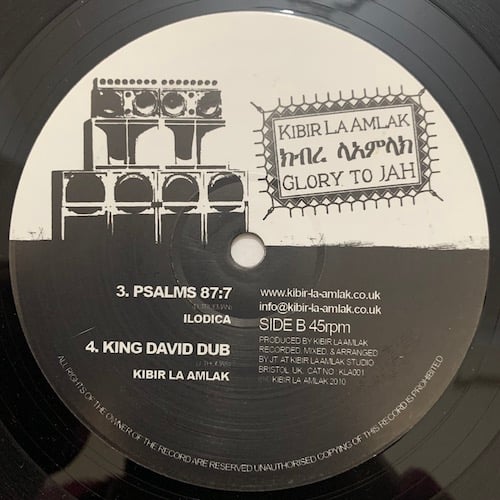 KIBIR LA AMLAK
ክብረ ላአምላክ
GLORY TO JAH
3. PSALMS 87:7
ILODICA
4. KING DAVID DUB
KIBIR LA AMLAK
www.kibir-la-amlak.co.uk
info@kibir-la-amlak.co.uk
SIDE B 45rpm
PRODUCED BY KIBIR LA AMLAK
RECORDED, MIXED, & ARRANGED
BY JT AT KIBIR LA AMLAK STUDIO
BRISTOL UK. CAT NO: KLA001
KIBIR LA AMLAK 2010
ALL RIGHTS OF THE OWNER OF THE RECORD ARE RESERVED UNAUTHORISED COPYING OF THIS RECORD IS PROHIBITED